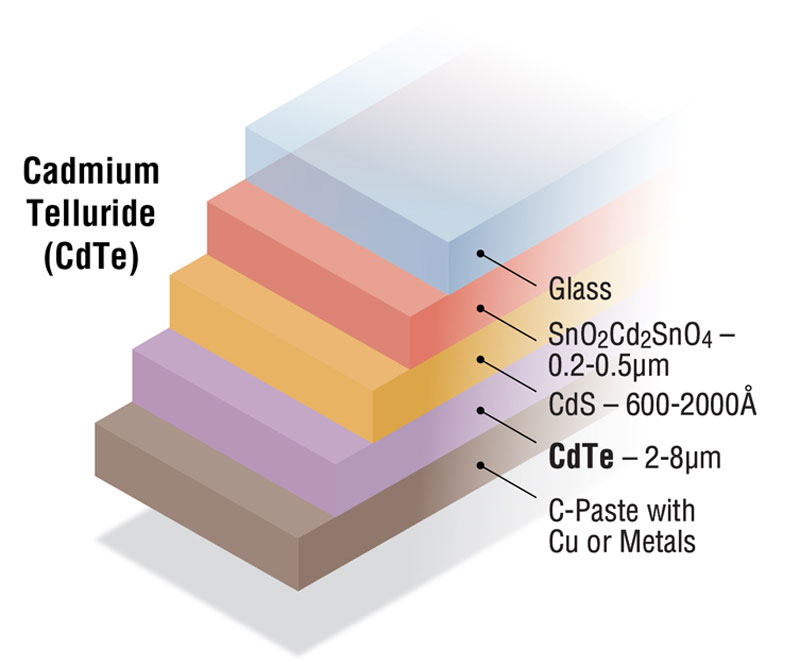 Cadmium
Telluride
(CdTe)
Glass
SnO₂Cd₂SnO₄ –
0.2-0.5µm
CdS – 600-2000Å
CdTe – 2-8µm
C-Paste with
Cu or Metals